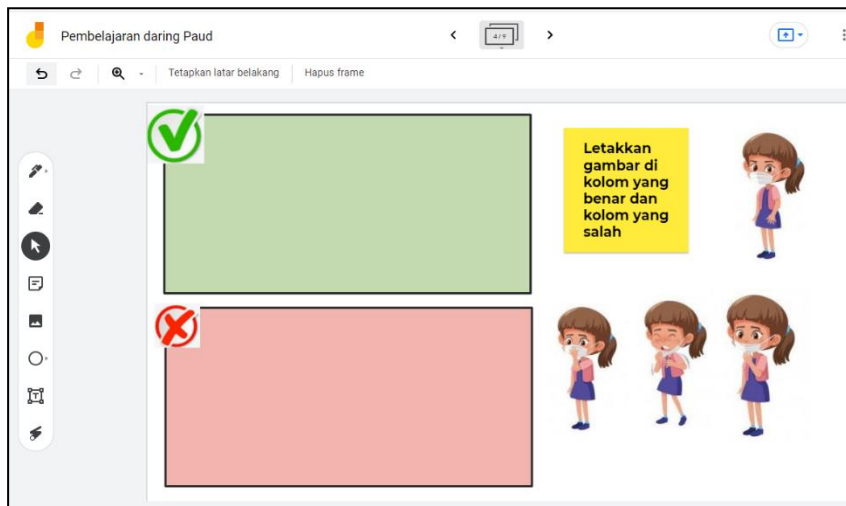 Pembelajaran daring Paud
4/9
Tetapkan latar belakang
Hapus frame
Letakkan
gambar di
kolom yang
benar dan
kolom yang
salah